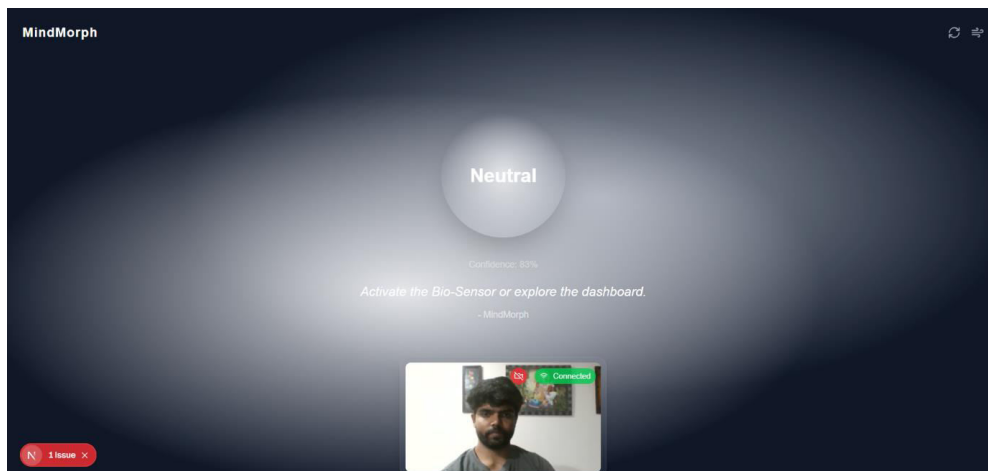 MindMorph
Neutral
Confidence: 83%
Activate the Bio-Sensor or explore the dashboard.
- MindMorph
Connected
N 1 Issue ×